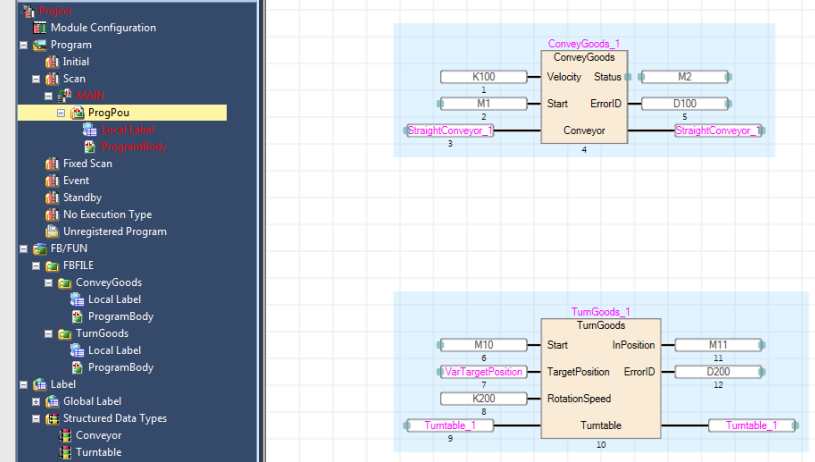 Project
Module Configuration
Program
Initial
Scan
MAIN
ProgPou
Local Label
ProgramBody
Fixed Scan
Event
Standby
No Execution Type
Unregistered Program
FB/FUN
FBFILE
ConveyGoods
Local Label
ProgramBody
TurnGoods
Local Label
ProgramBody
Label
Global Label
Structured Data Types
Conveyor
Turntable
ConveyGoods_1
ConveyGoods
K100 Velocity Status M2
1
M1 Start ErrorID D100
2 5
StraightConveyor_1 Conveyor StraightConveyor_1
3 4
TurnGoods_1
TurnGoods
M10 Start InPosition M11
6 11
VarTargetPosition TargetPosition ErrorID D200
7 12
K200 RotationSpeed
8
Turntable_1 Turntable Turntable_1
9 10